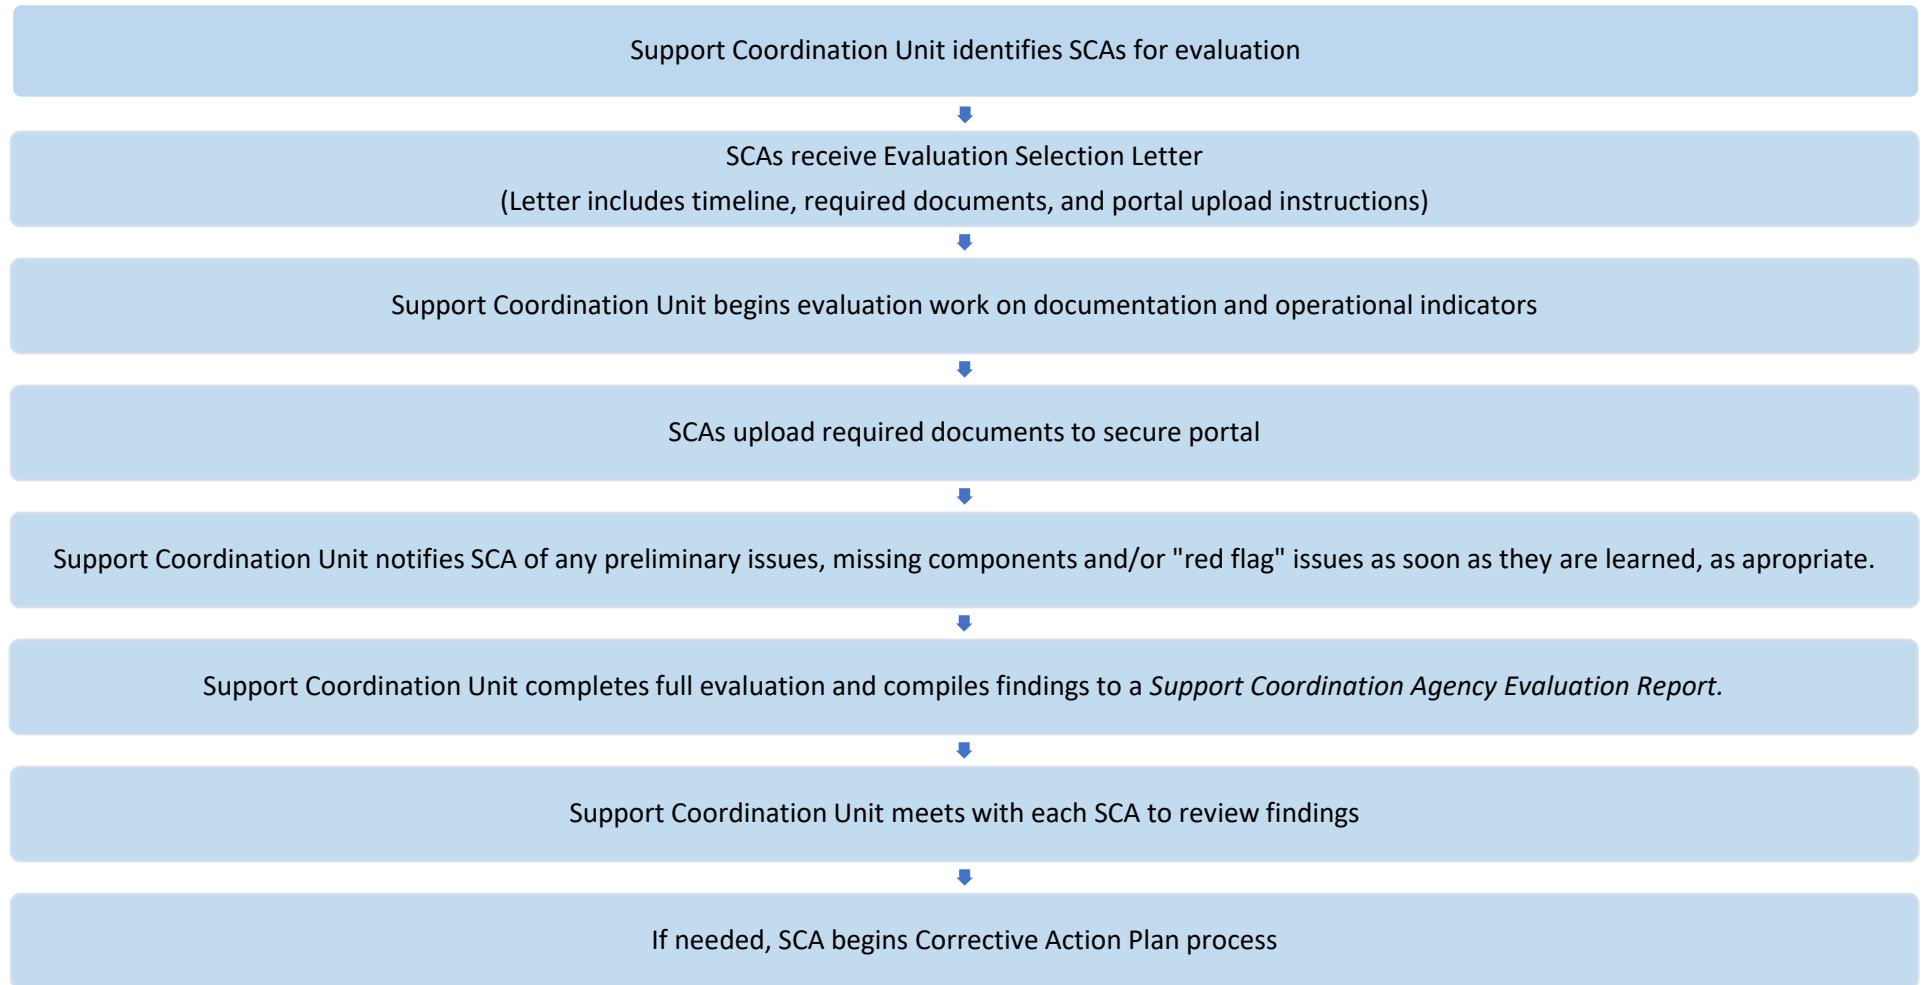 Support Coordination Unit identifies SCAs for evaluation
SCAs receive Evaluation Selection Letter
(Letter includes timeline, required documents, and portal upload instructions)
Support Coordination Unit begins evaluation work on documentation and operational indicators
SCAs upload required documents to secure portal
Support Coordination Unit notifies SCA of any preliminary issues, missing components and/or "red flag" issues as soon as they are learned, as apropriate.
Support Coordination Unit completes full evaluation and compiles findings to a Support Coordination Agency Evaluation Report.
Support Coordination Unit meets with each SCA to review findings
If needed, SCA begins Corrective Action Plan process